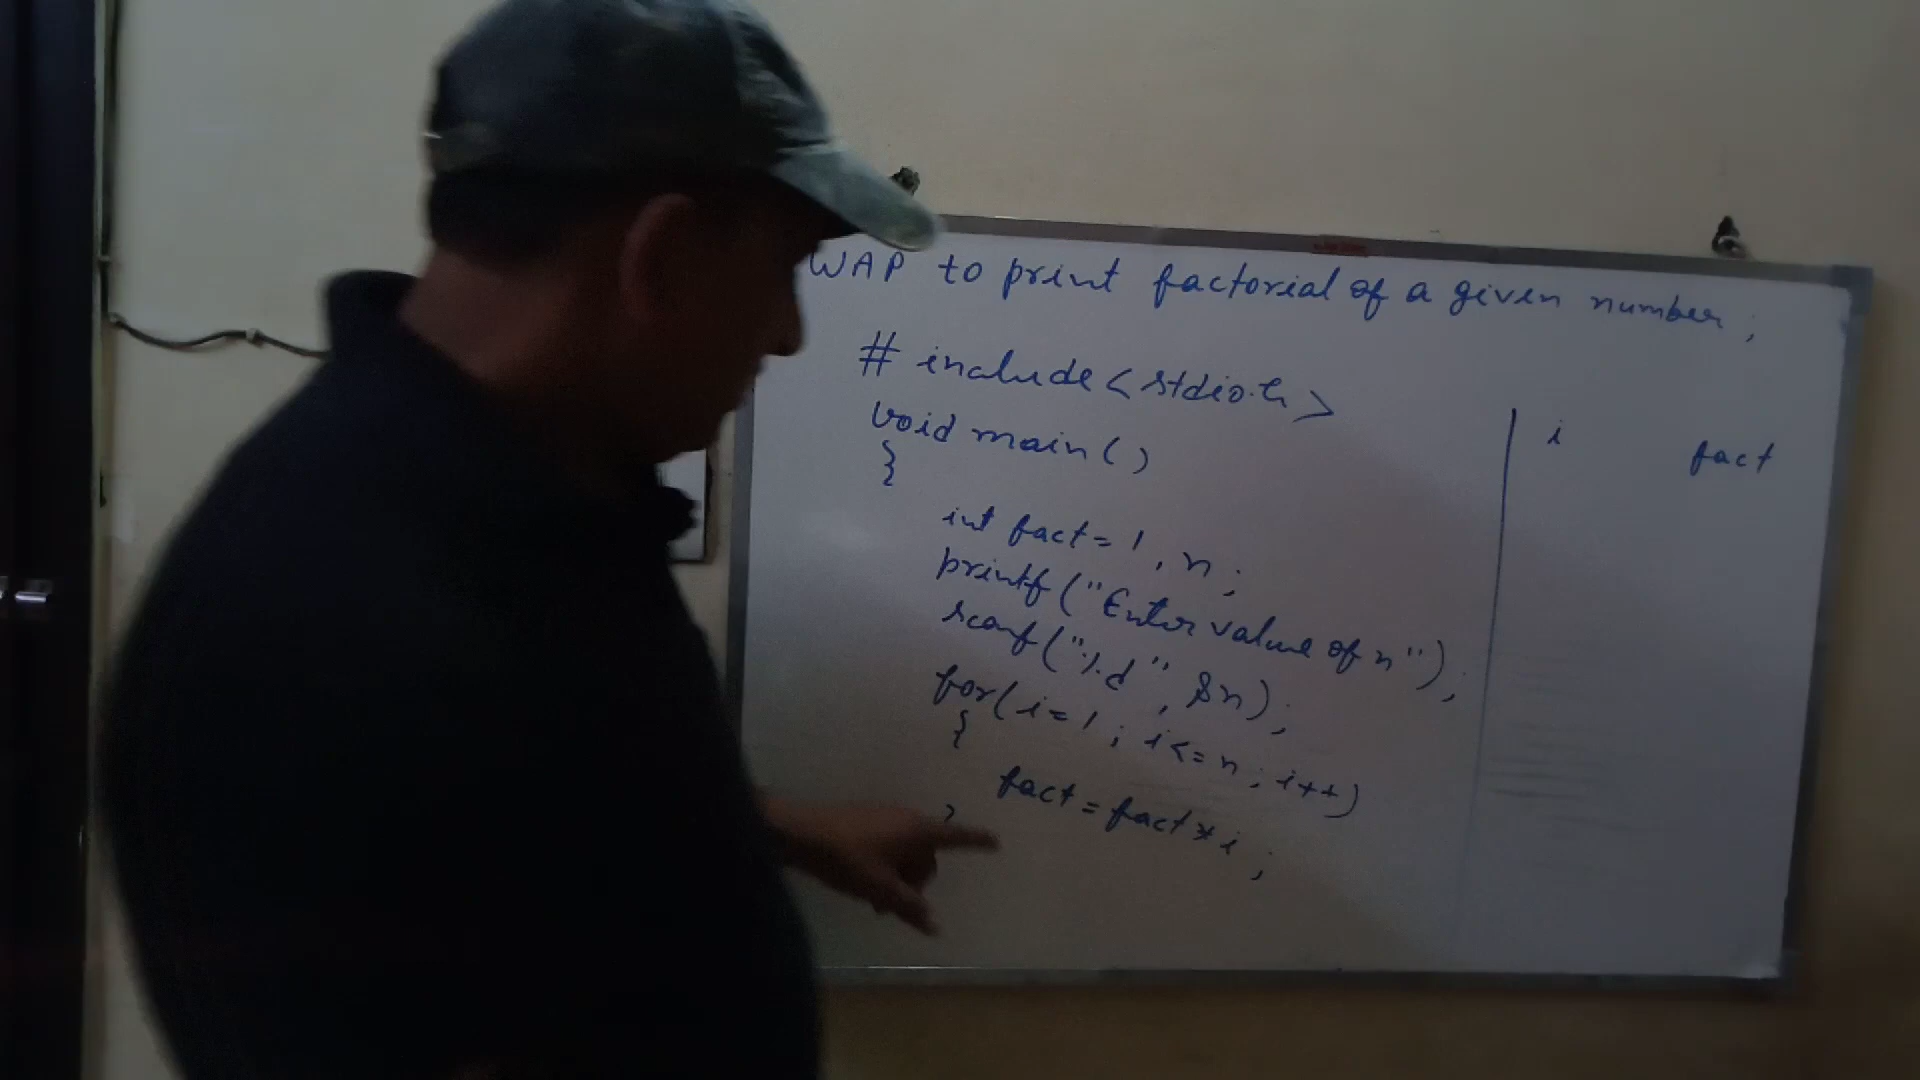 WAP to print factorial of a given number;
# include<stdio.h>
void main()
{
int fact=1, n;
printf("Enter value of n");
scanf("%d", &n);
for(i=1; i<=n; i++)
{
fact=fact*i;
}
i fact